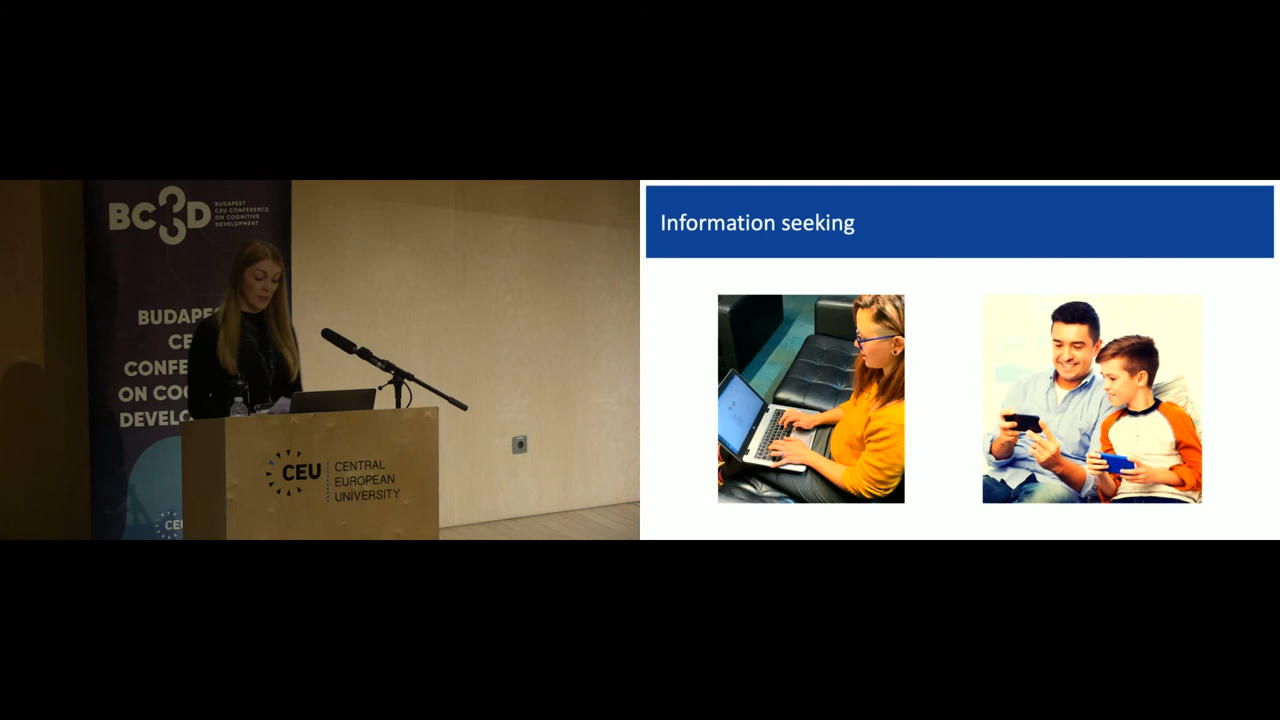 BC3D
BUDAPEST
CEU CONFERENCE
ON COGNITIVE
DEVELOPMENT
BUDAPES
CE
CONFE
ON COG
DEVELO
CEU
CEU
CENTRAL
EUROPEAN
UNIVERSITY
Information seeking